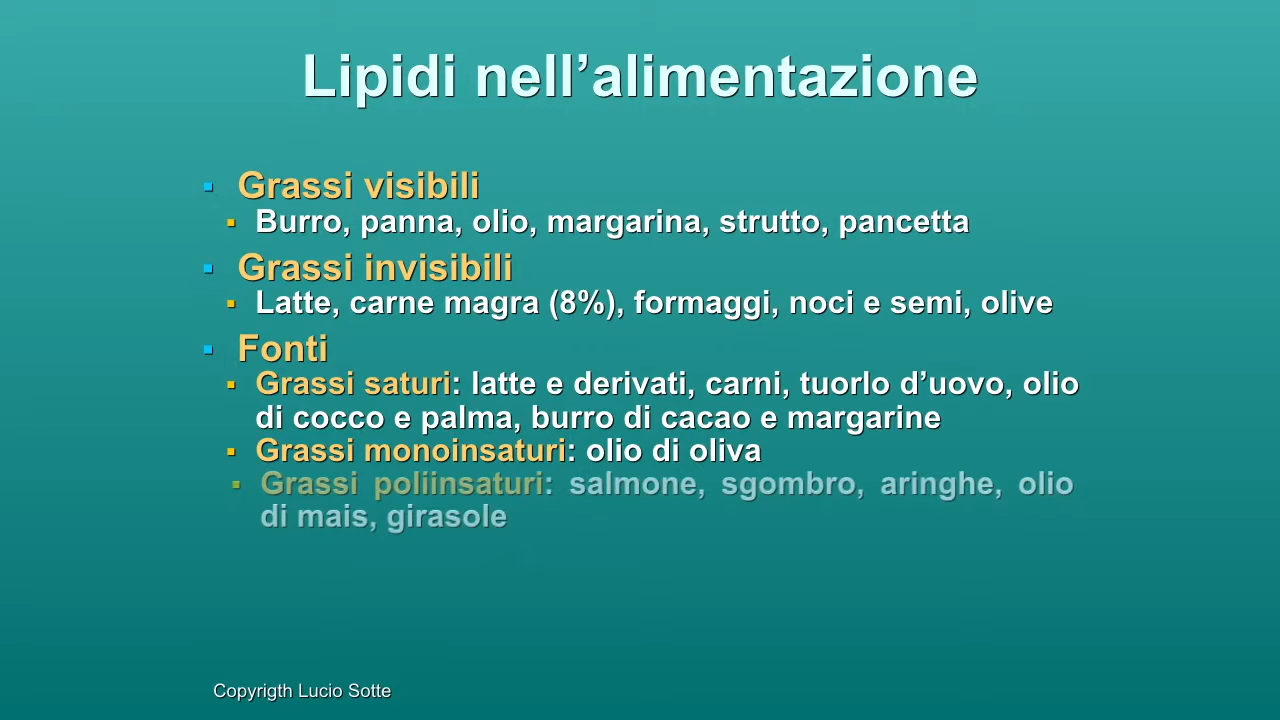 Lipidi nell’alimentazione
Grassi visibili
Burro, panna, olio, margarina, strutto, pancetta
Grassi invisibili
Latte, carne magra (8%), formaggi, noci e semi, olive
Fonti
Grassi saturi: latte e derivati, carni, tuorlo d’uovo, olio
di cocco e palma, burro di cacao e margarine
Grassi monoinsaturi: olio di oliva
Grassi poliinsaturi: salmone, sgombro, aringhe, olio
di mais, girasole
Copyrigth Lucio Sotte